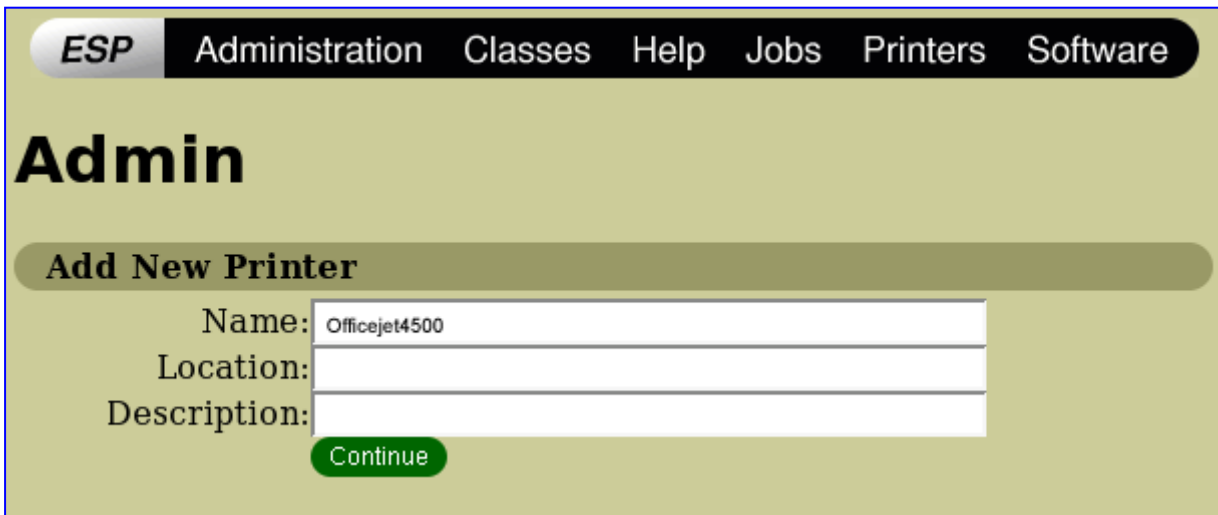 ESP Administration Classes Help Jobs Printers Software
Admin
Add New Printer
Name: Officejet4500
Location:
Description:
Continue